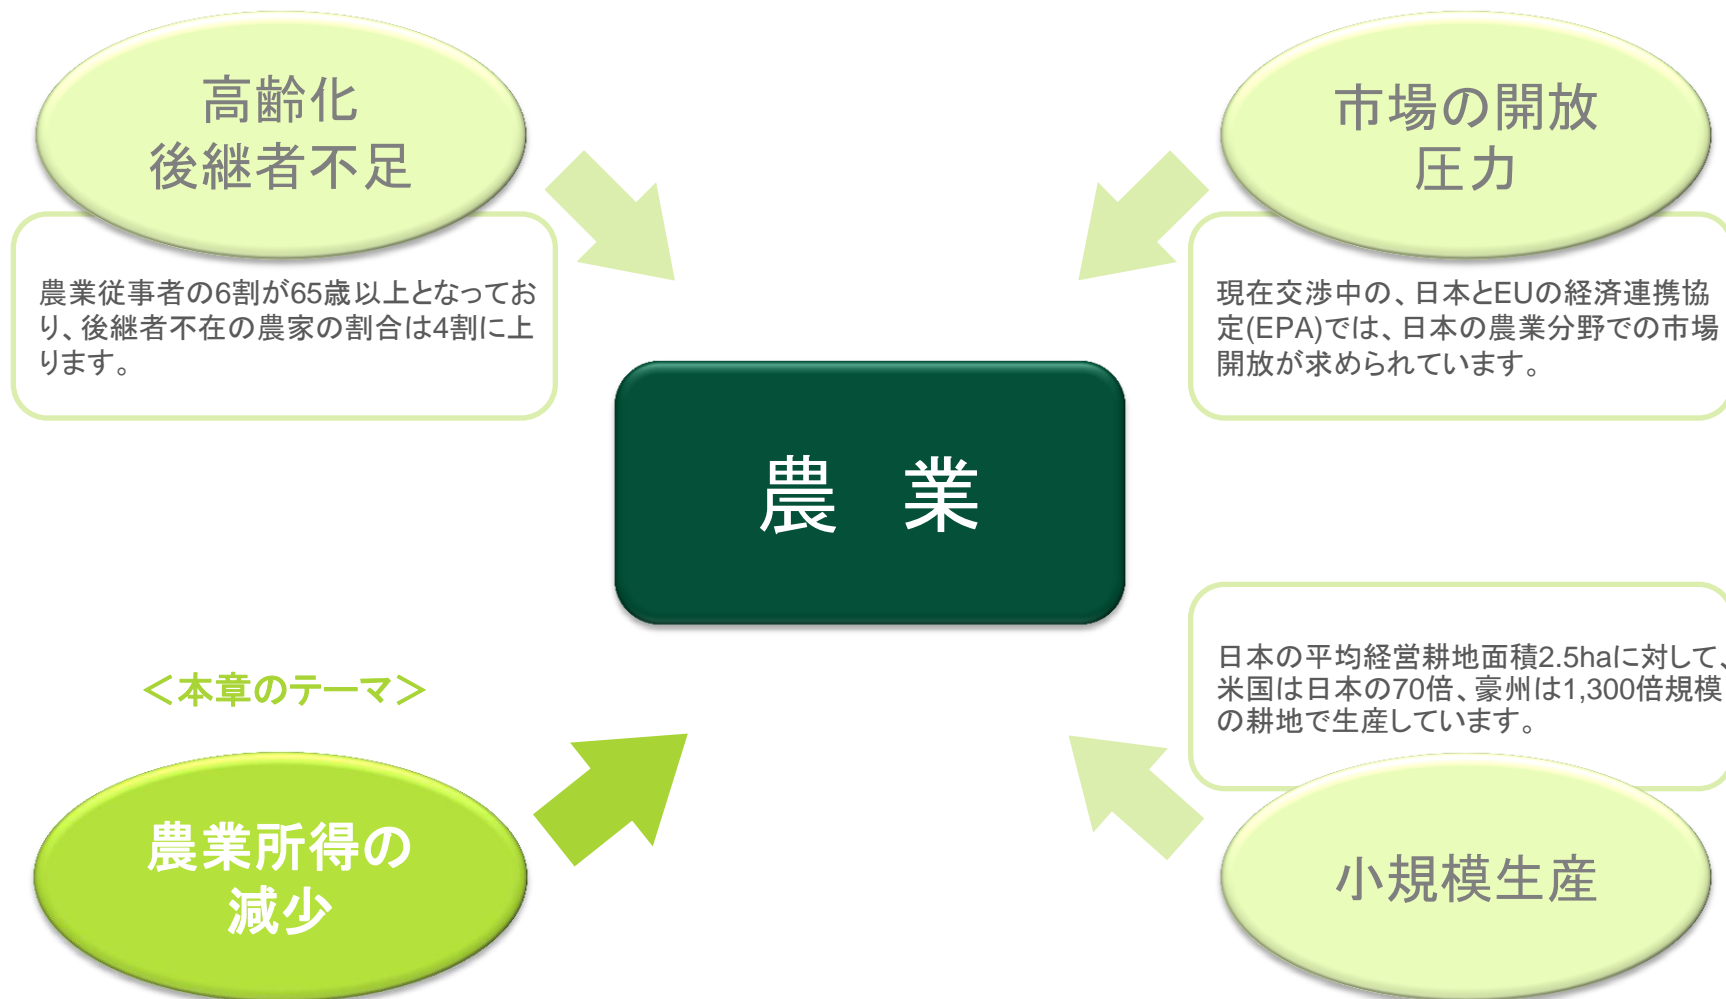 高齢化
後継者不足
農業従事者の6割が65歳以上となってお
り、後継者不在の農家の割合は4割に上
ります。
市場の開放
圧力
現在交渉中の、日本とEUの経済連携協
定(EPA)では、日本の農業分野での市場
開放が求められています。
農　業
＜本章のテーマ＞
農業所得の
減少
日本の平均経営耕地面積2.5haに対して、
米国は日本の70倍、豪州は1,300倍規模
の耕地で生産しています。
小規模生産